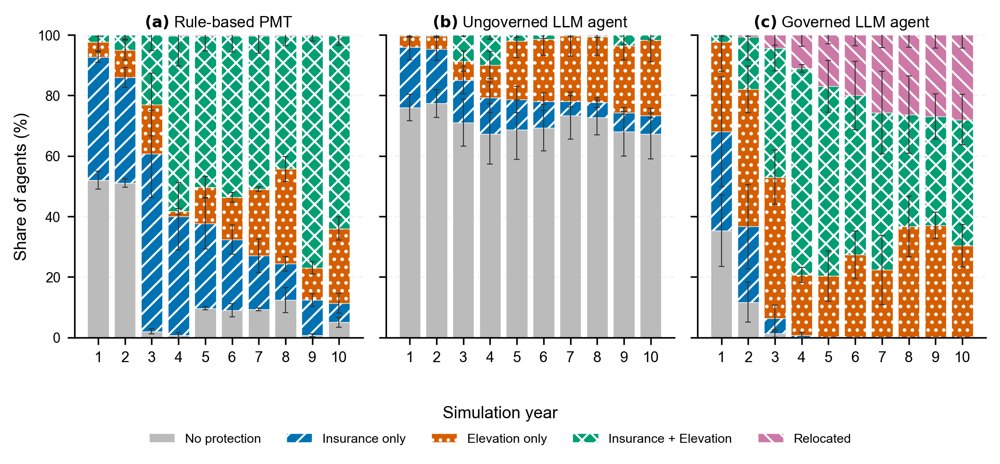 (a) Rule-based PMT
(b) Ungoverned LLM agent
(c) Governed LLM agent
Share of agents (%)
100
80
60
40
20
0
1 2 3 4 5 6 7 8 9 10
1 2 3 4 5 6 7 8 9 10
1 2 3 4 5 6 7 8 9 10
Simulation year
No protection
Insurance only
Elevation only
Insurance + Elevation
Relocated